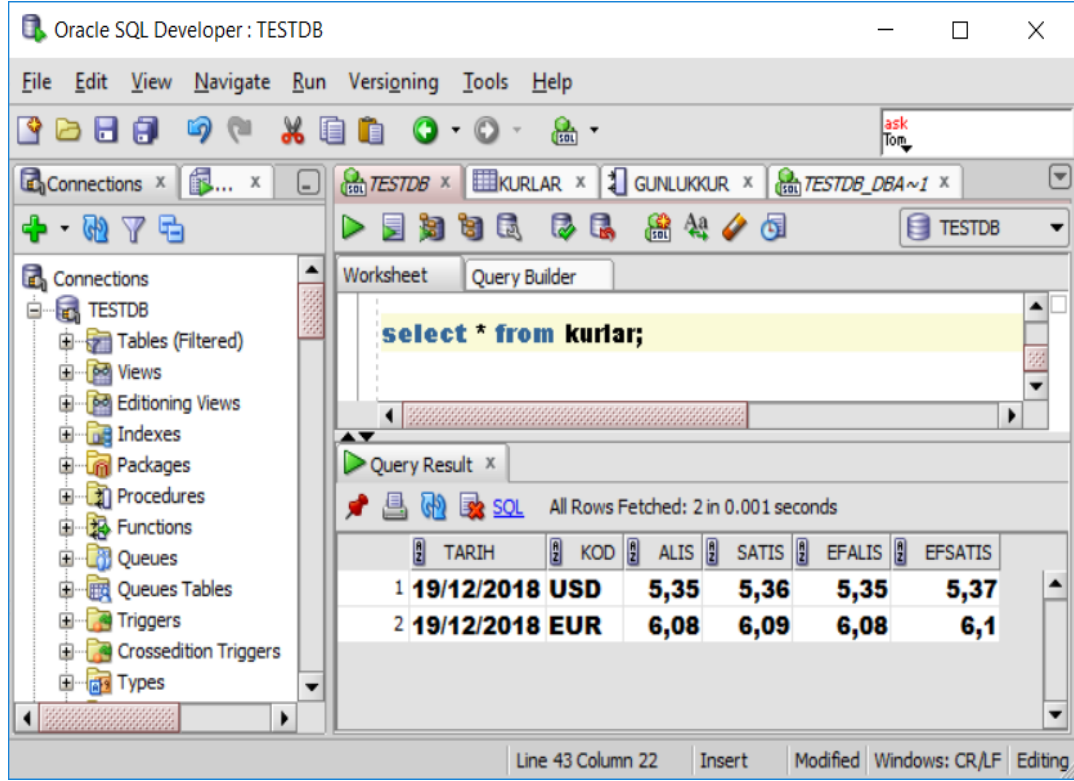 Oracle SQL Developer : TESTDB
File Edit View Navigate Run Versioning Tools Help
ask
Tom
Connections x ... x
TESTDB x KURLAR x GUNLUKKUR x TESTDB_DBA~1 x
TESTDB
Worksheet Query Builder
select * from kurlar;
Connections
TESTDB
Tables (Filtered)
Views
Editioning Views
Indexes
Packages
Procedures
Functions
Queues
Queues Tables
Triggers
Crossedition Triggers
Types
Query Result x
SQL All Rows Fetched: 2 in 0.001 seconds
TARIH KOD ALIS SATIS EFALIS EFSATIS
1 19/12/2018 USD 5,35 5,36 5,35 5,37
2 19/12/2018 EUR 6,08 6,09 6,08 6,1
Line 43 Column 22 Insert Modified Windows: CR/LF Editing